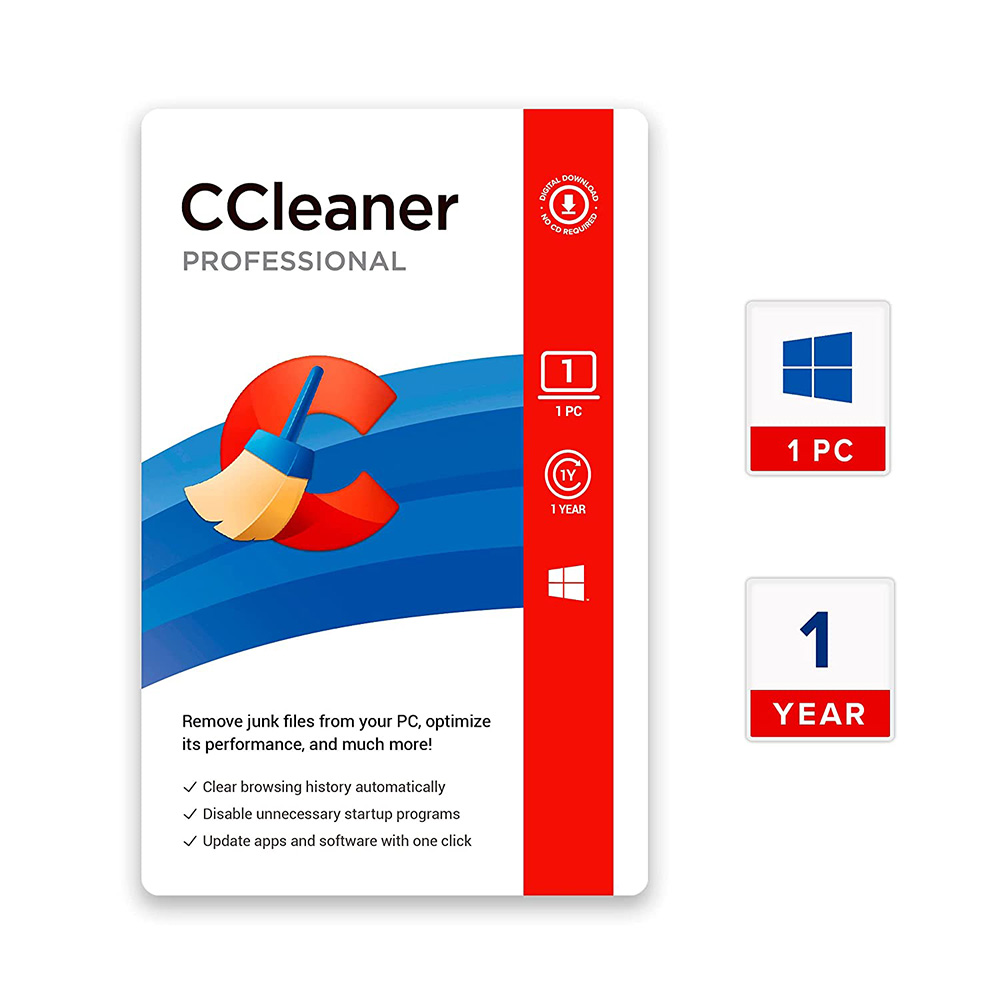 CCleaner
PROFESSIONAL
DIGITAL DOWNLOAD
• NO CD REQUIRED •
1
1 PC
1Y
1 YEAR
Remove junk files from your PC, optimize
its performance, and much more!
✓ Clear browsing history automatically
✓ Disable unnecessary startup programs
✓ Update apps and software with one click
1 PC
1
YEAR